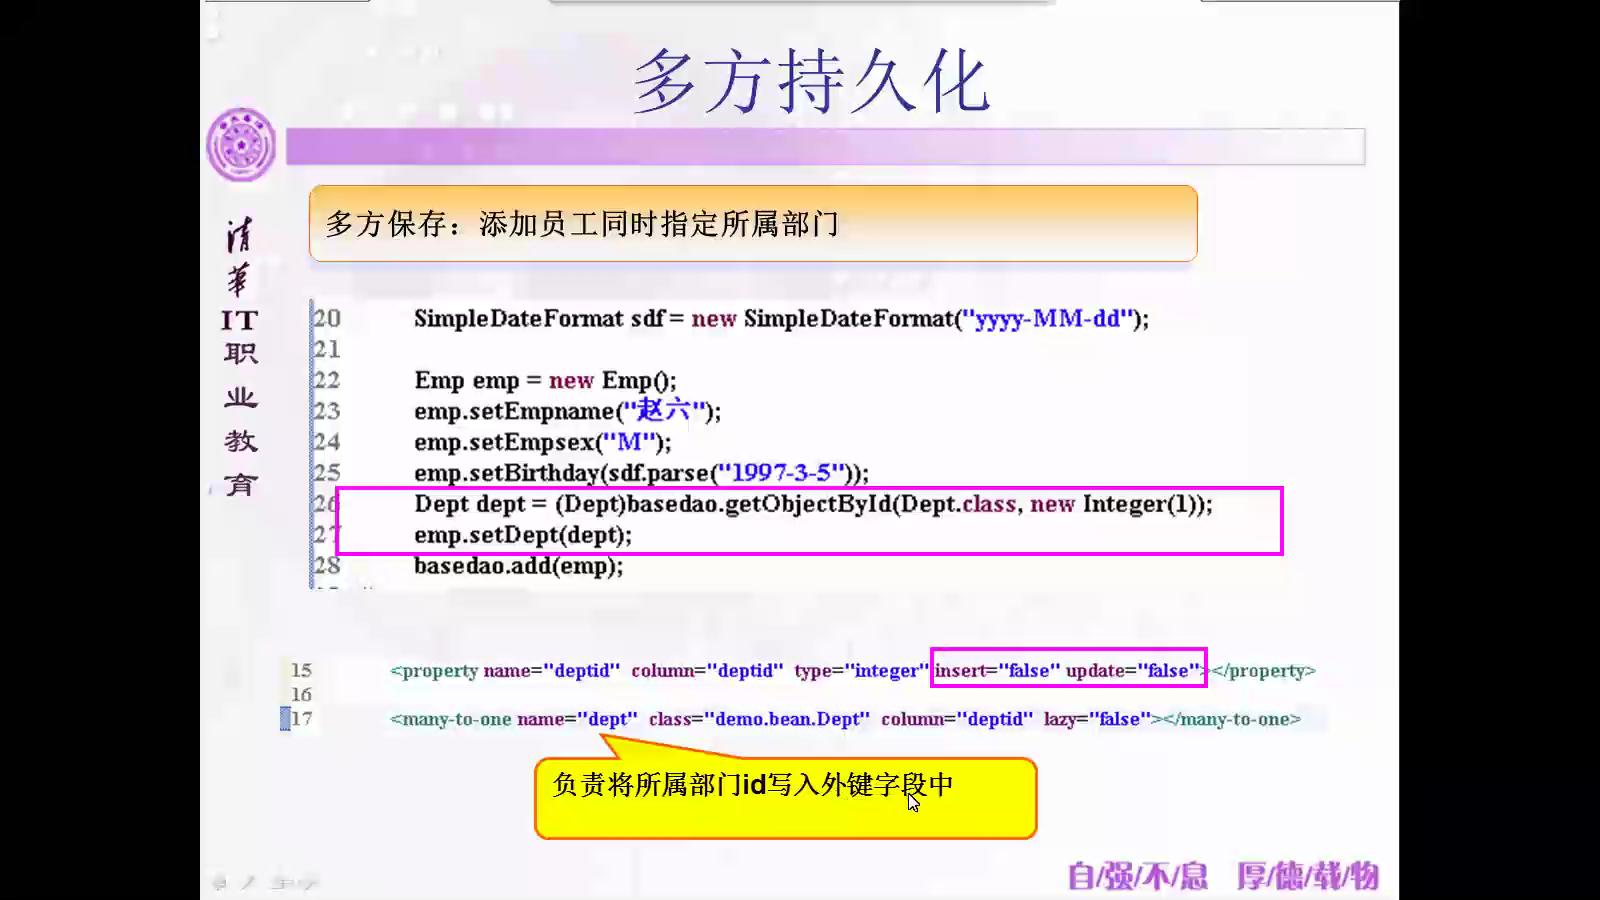 多方持久化
清
华
IT
职
业
教
育
多方保存：添加员工同时指定所属部门
20 SimpleDateFormat sdf = new SimpleDateFormat("yyyy-MM-dd");
21
22 Emp emp = new Emp();
23 emp.setEmpname("赵六");
24 emp.setEmpsex("M");
25 emp.setBirthday(sdf.parse("1997-3-5"));
26 Dept dept = (Dept)basedao.getObjectById(Dept.class, new Integer(1));
27 emp.setDept(dept);
28 basedao.add(emp);
15 <property name="deptid" column="deptid" type="integer" insert="false" update="false"></property>
16
17 <many-to-one name="dept" class="demo.bean.Dept" column="deptid" lazy="false"></many-to-one>
负责将所属部门id写入外键字段中
自/强/不/息 厚/德/载/物